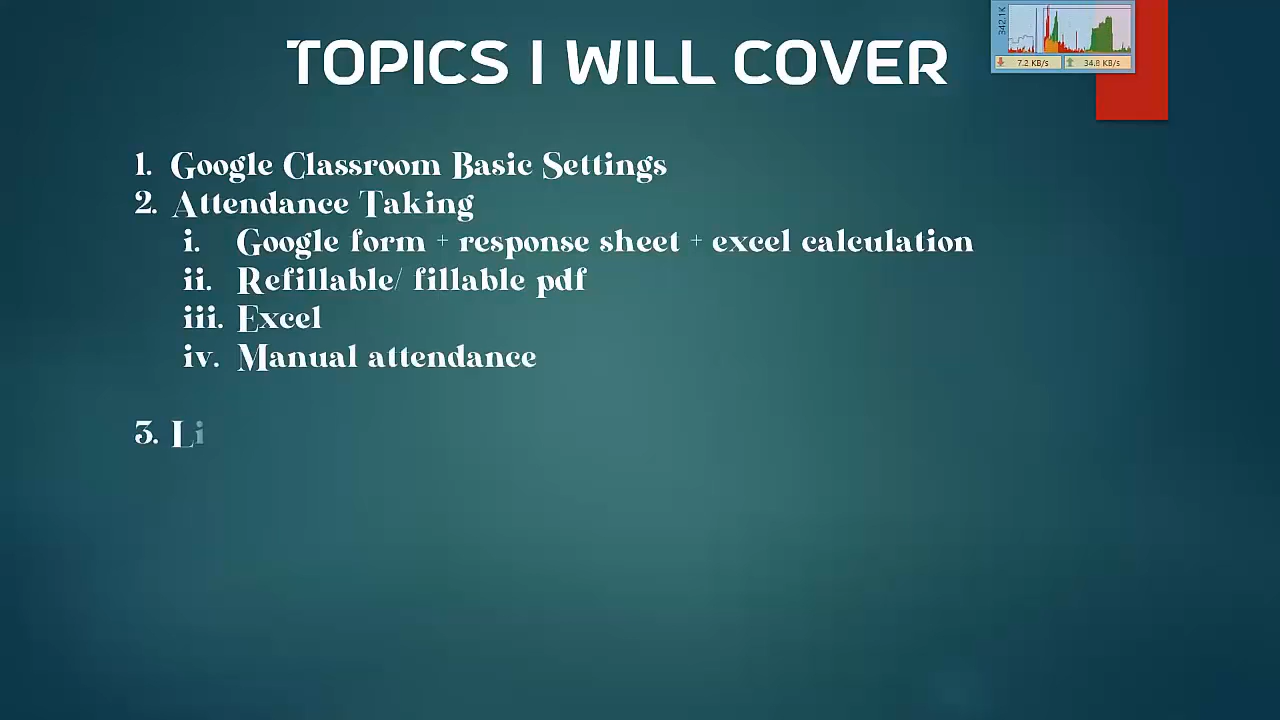 TOPICS I WILL COVER
342.1K
7.2 KB/s
34.8 KB/s
1. Google Classroom Basic Settings
2. Attendance Taking
i. Google form + response sheet + excel calculation
ii. Refillable/ fillable pdf
iii. Excel
iv. Manual attendance
3. Li